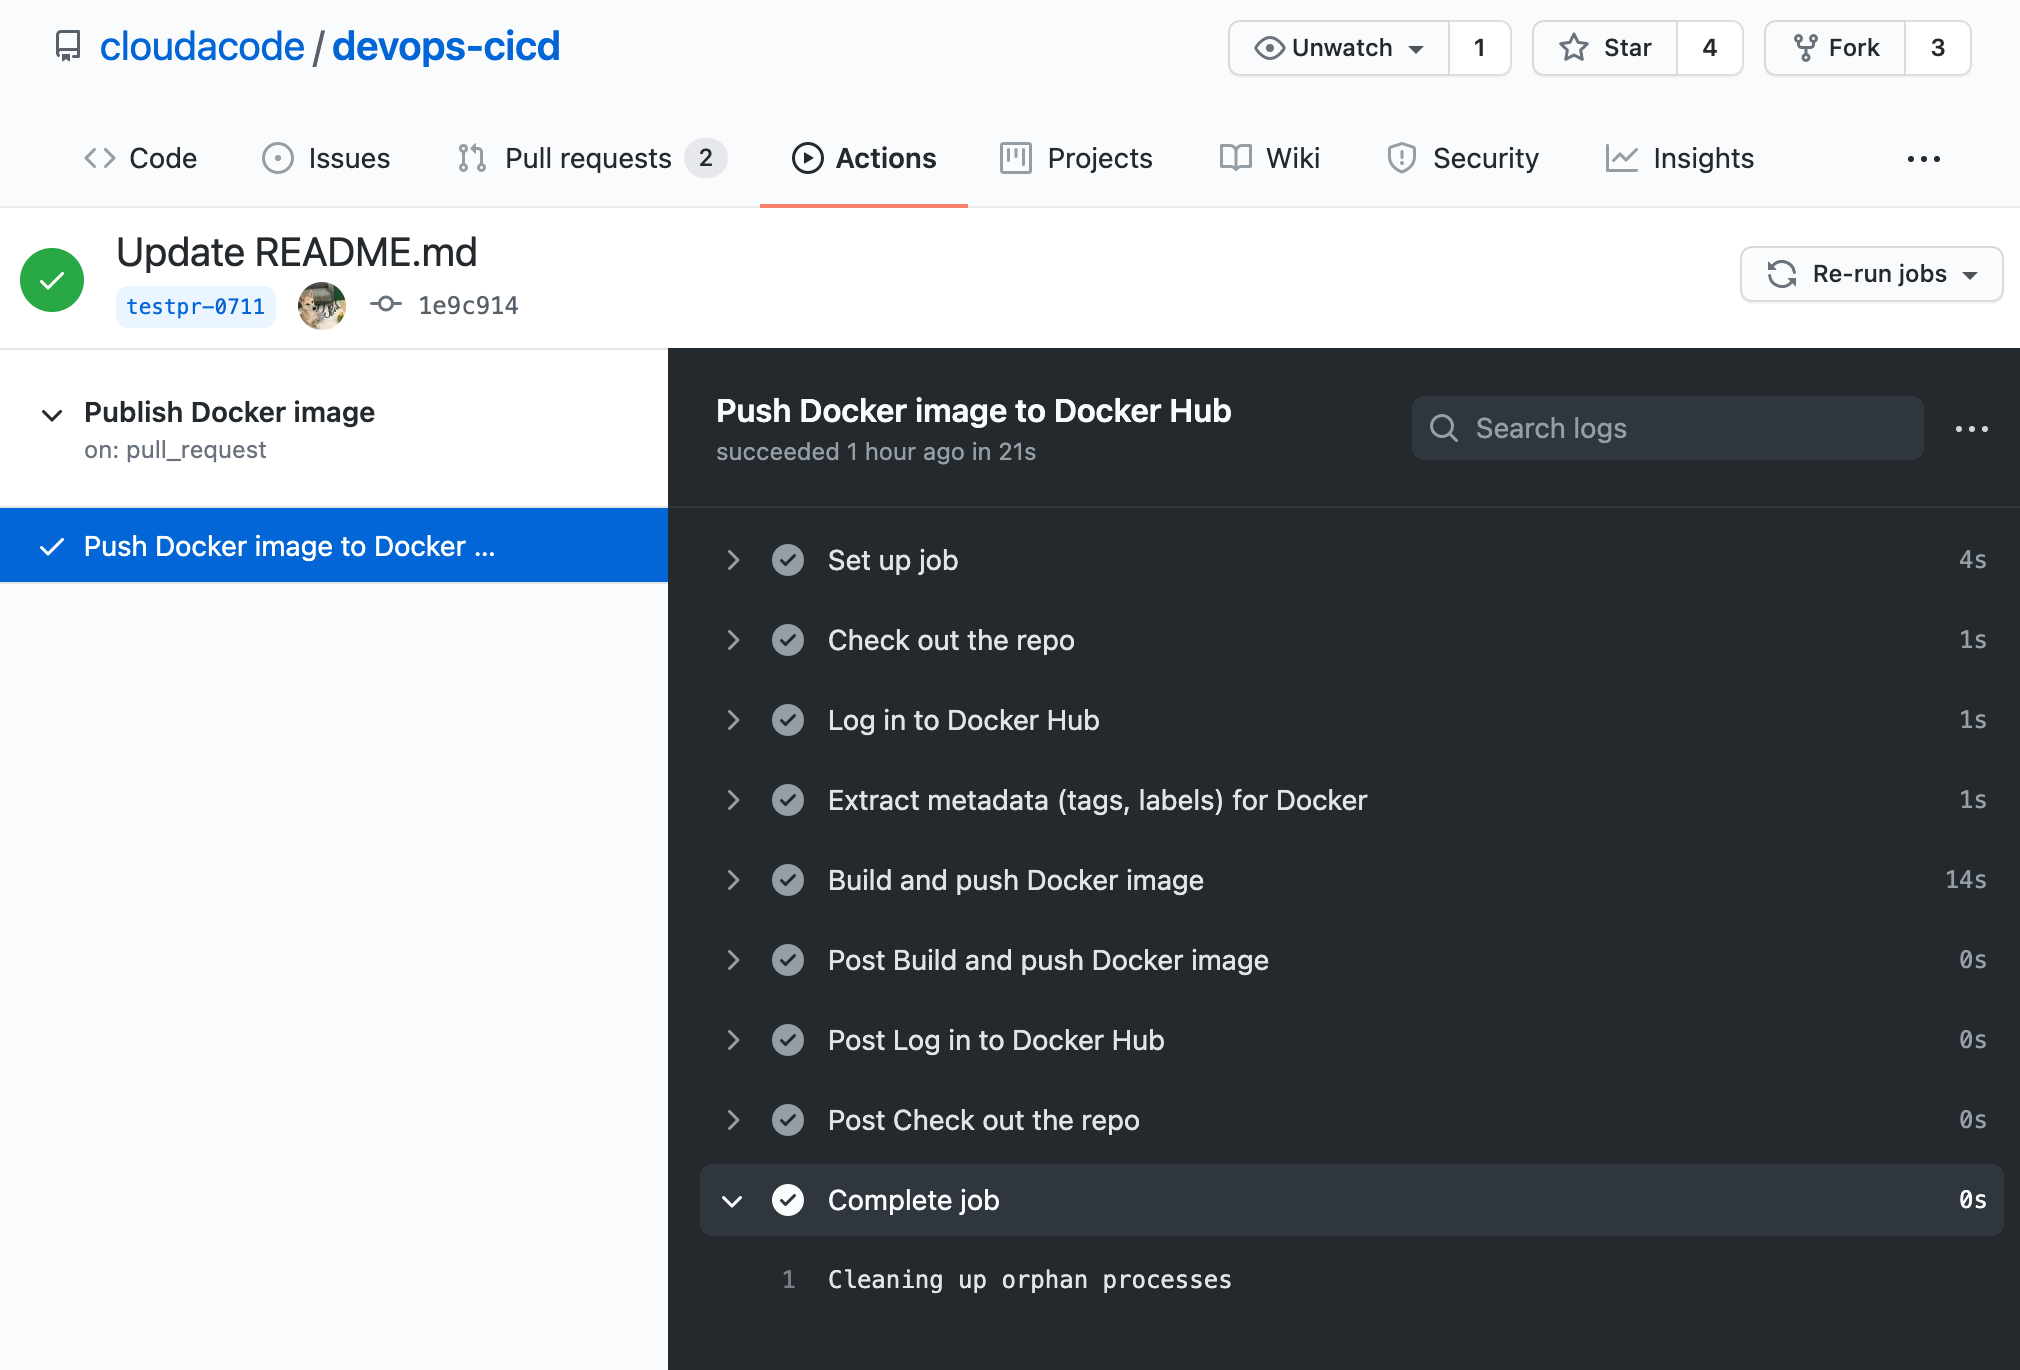 cloudacode / devops-cicd
Unwatch 1
Star 4
Fork 3
Code
Issues
Pull requests 2
Actions
Projects
Wiki
Security
Insights
Update README.md
testpr-0711 1e9c914
Re-run jobs
Publish Docker image
on: pull_request
Push Docker image to Docker ...
Push Docker image to Docker Hub
succeeded 1 hour ago in 21s
Search logs
Set up job 4s
Check out the repo 1s
Log in to Docker Hub 1s
Extract metadata (tags, labels) for Docker 1s
Build and push Docker image 14s
Post Build and push Docker image 0s
Post Log in to Docker Hub 0s
Post Check out the repo 0s
Complete job 0s
1 Cleaning up orphan processes